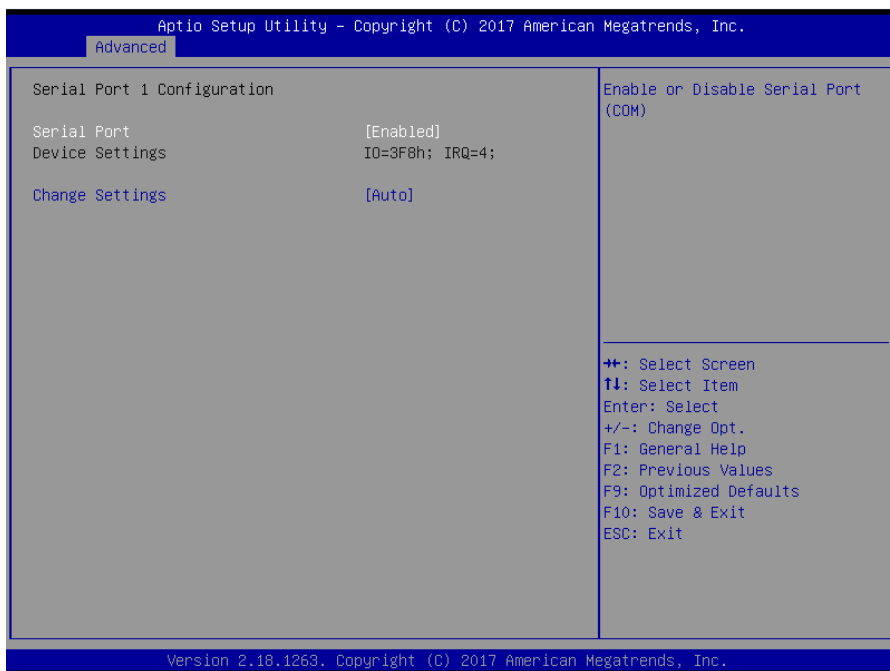 Aptio Setup Utility – Copyright (C) 2017 American Megatrends, Inc.
Advanced
Serial Port 1 Configuration
Serial Port [Enabled]
Device Settings IO=3F8h; IRQ=4;
Change Settings [Auto]
Enable or Disable Serial Port
(COM)
→←: Select Screen
↑↓: Select Item
Enter: Select
+/-: Change Opt.
F1: General Help
F2: Previous Values
F9: Optimized Defaults
F10: Save & Exit
ESC: Exit
Version 2.18.1263. Copyright (C) 2017 American Megatrends, Inc.